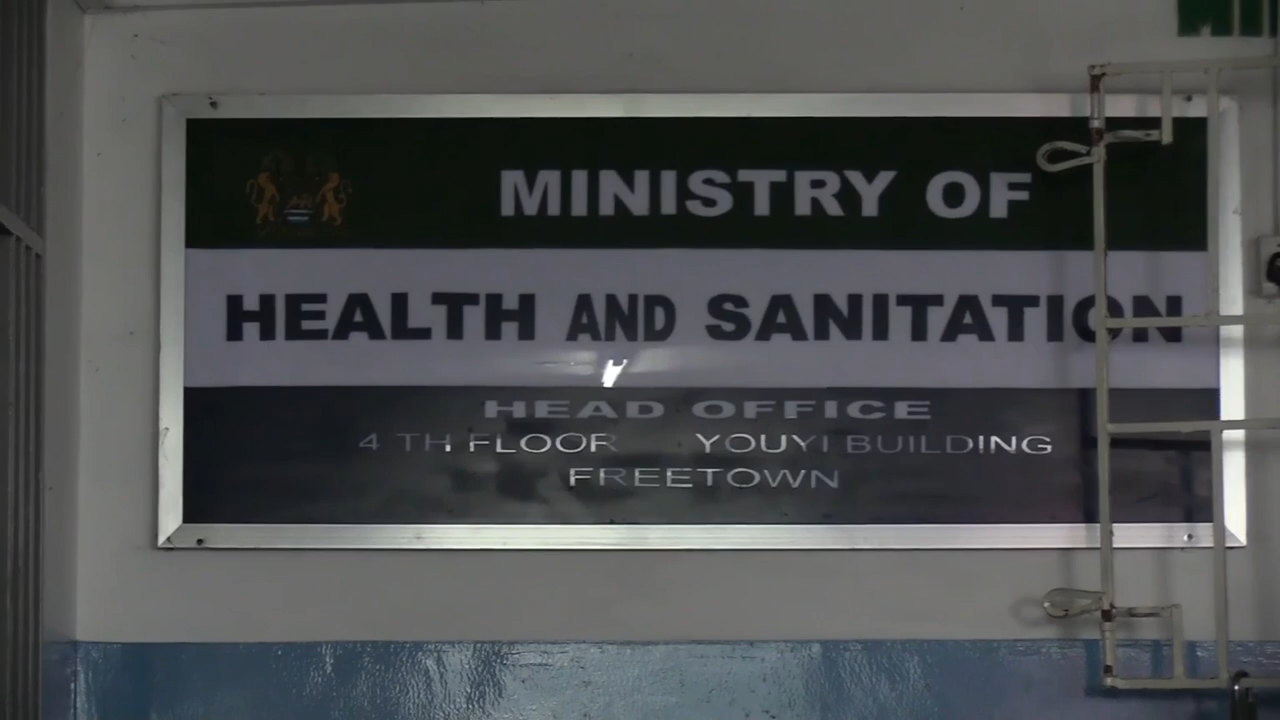 MINISTRY OF
HEALTH AND SANITATION
HEAD OFFICE
4 TH FLOOR YOUYI BUILDING
FREETOWN